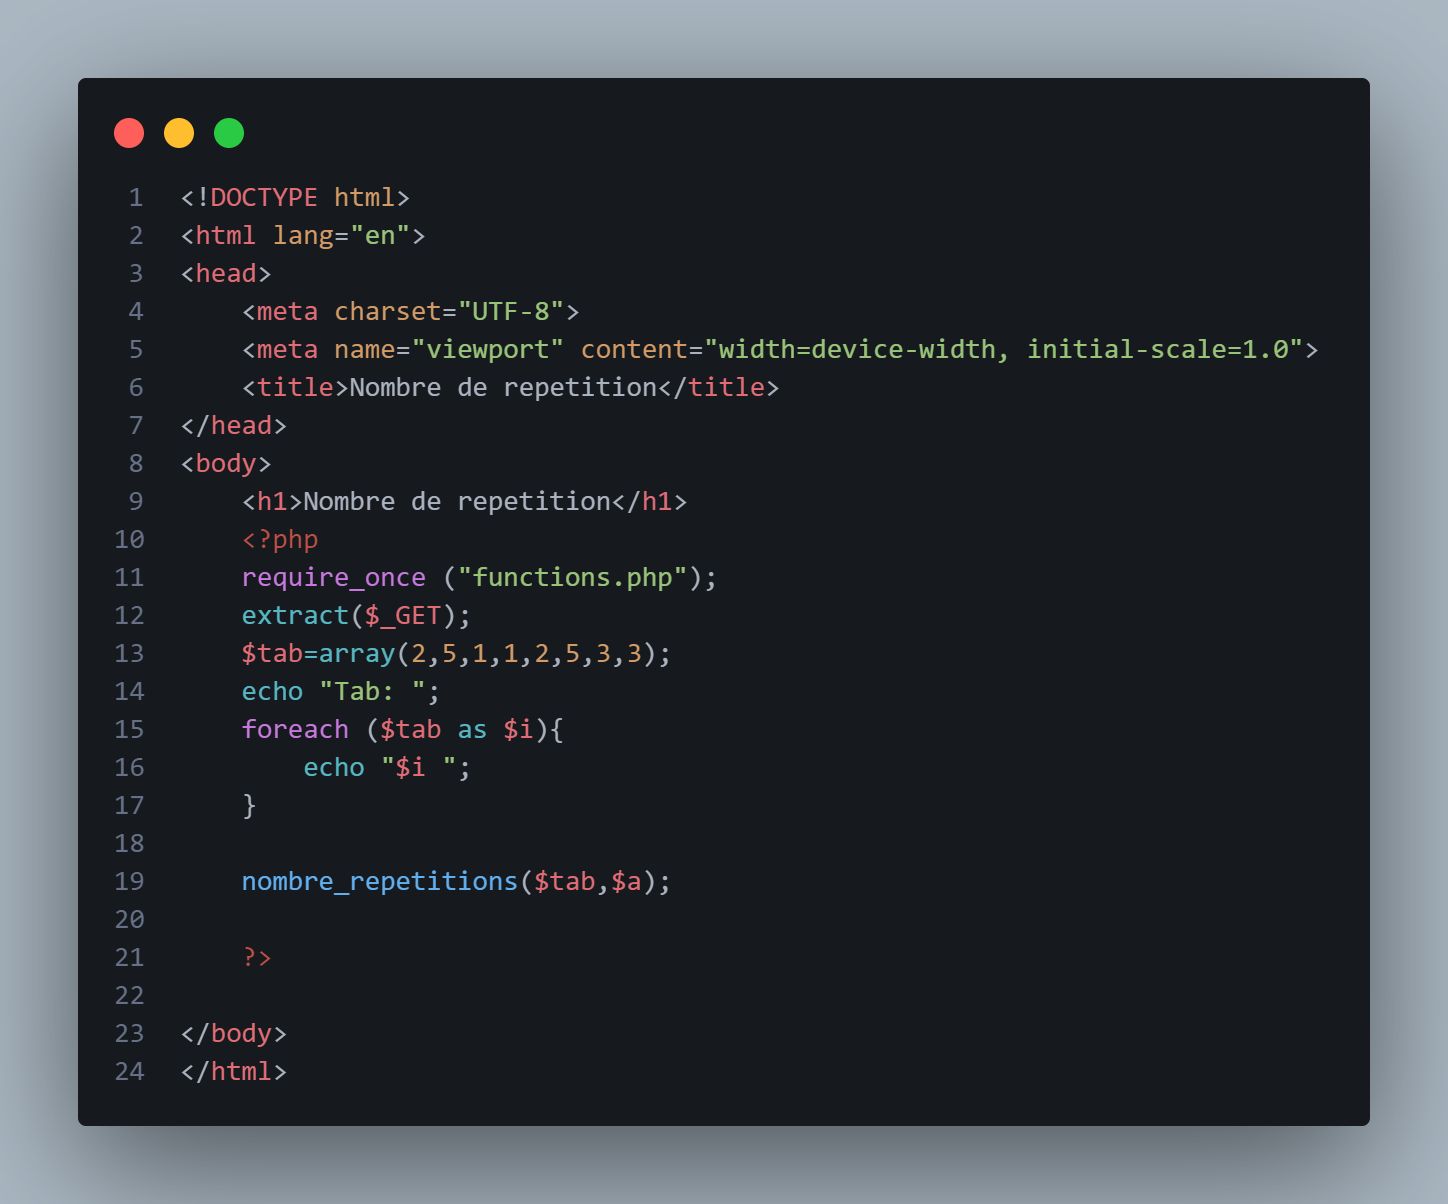 1 <!DOCTYPE html>
2 <html lang="en">
3 <head>
4     <meta charset="UTF-8">
5     <meta name="viewport" content="width=device-width, initial-scale=1.0">
6     <title>Nombre de repetition</title>
7 </head>
8 <body>
9     <h1>Nombre de repetition</h1>
10     <?php
11     require_once ("functions.php");
12     extract($_GET);
13     $tab=array(2,5,1,1,2,5,3,3);
14     echo "Tab: ";
15     foreach ($tab as $i){
16         echo "$i ";
17     }
18
19     nombre_repetitions($tab,$a);
20
21     ?>
22
23 </body>
24 </html>